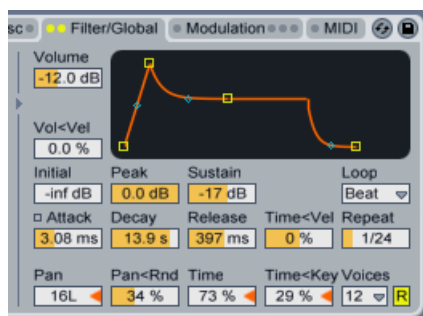 sc Filter/Global Modulation MIDI
Volume
-12.0 dB
Vol<Vel
0.0 %
Initial Peak Sustain Loop
-inf dB 0.0 dB -17 dB Beat
Attack Decay Release Time<Vel Repeat
3.08 ms 13.9 s 397 ms 0 % 1/24
Pan Pan<Rnd Time Time<Key Voices
16L 34 % 73 % 29 % 12 R